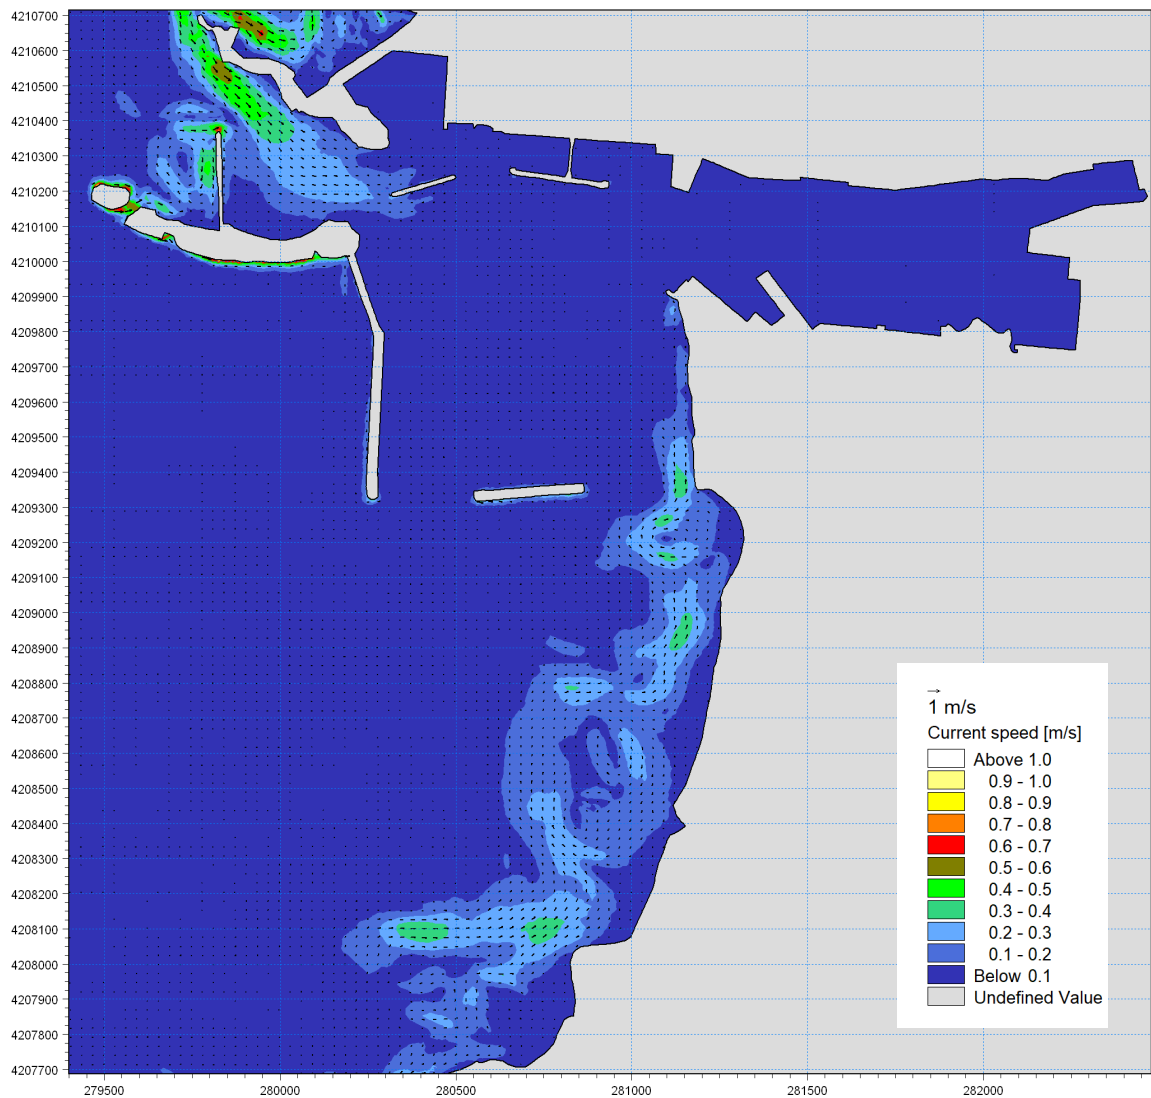 4210700
4210600
4210500
4210400
4210300
4210200
4210100
4210000
4209900
4209800
4209700
4209600
4209500
4209400
4209300
4209200
4209100
4209000
4208900
4208800
4208700
4208600
4208500
4208400
4208300
4208200
4208100
4208000
4207900
4207800
4207700
279500 280000 280500 281000 281500 282000
1 m/s
Current speed [m/s]
Above 1.0
0.9 - 1.0
0.8 - 0.9
0.7 - 0.8
0.6 - 0.7
0.5 - 0.6
0.4 - 0.5
0.3 - 0.4
0.2 - 0.3
0.1 - 0.2
Below 0.1
Undefined Value